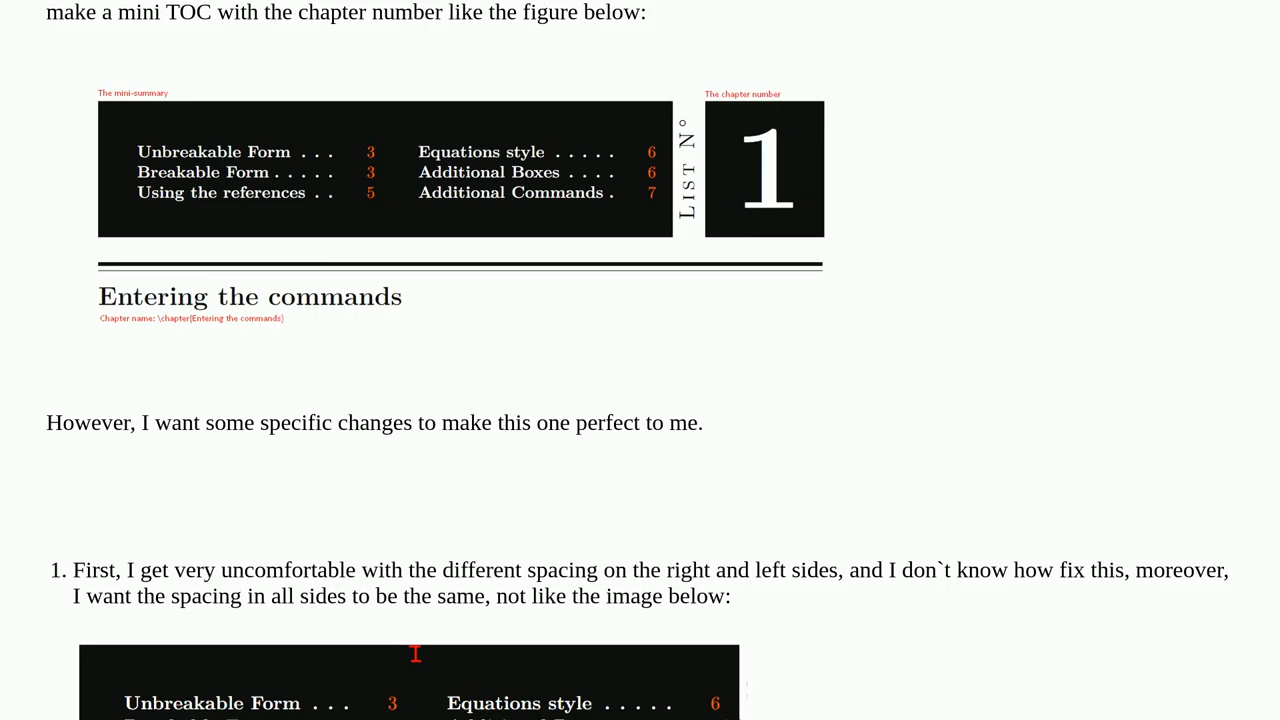 make a mini TOC with the chapter number like the figure below:
The mini-summary
The chapter number
Unbreakable Form . . . 3 Equations style . . . . . 6
Breakable Form . . . . . 3 Additional Boxes . . . . 6
Using the references . . 5 Additional Commands . 7
LIST N°
1
Entering the commands
Chapter name: \chapter{Entering the commands}
However, I want some specific changes to make this one perfect to me.
1. First, I get very uncomfortable with the different spacing on the right and left sides, and I don`t know how fix this, moreover,
I want the spacing in all sides to be the same, not like the image below:
Unbreakable Form . . . 3 Equations style . . . . . 6